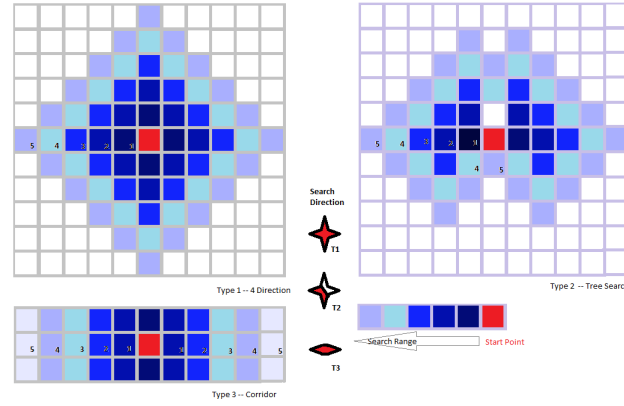 5 4
5 4
4 5
Search
Direction
T1
Type 1 -- 4 Direction
Type 2 -- Tree Searc
T2
5 4 3
3 4 5
Search Range
Start Point
T3
Type 3 -- Corridor